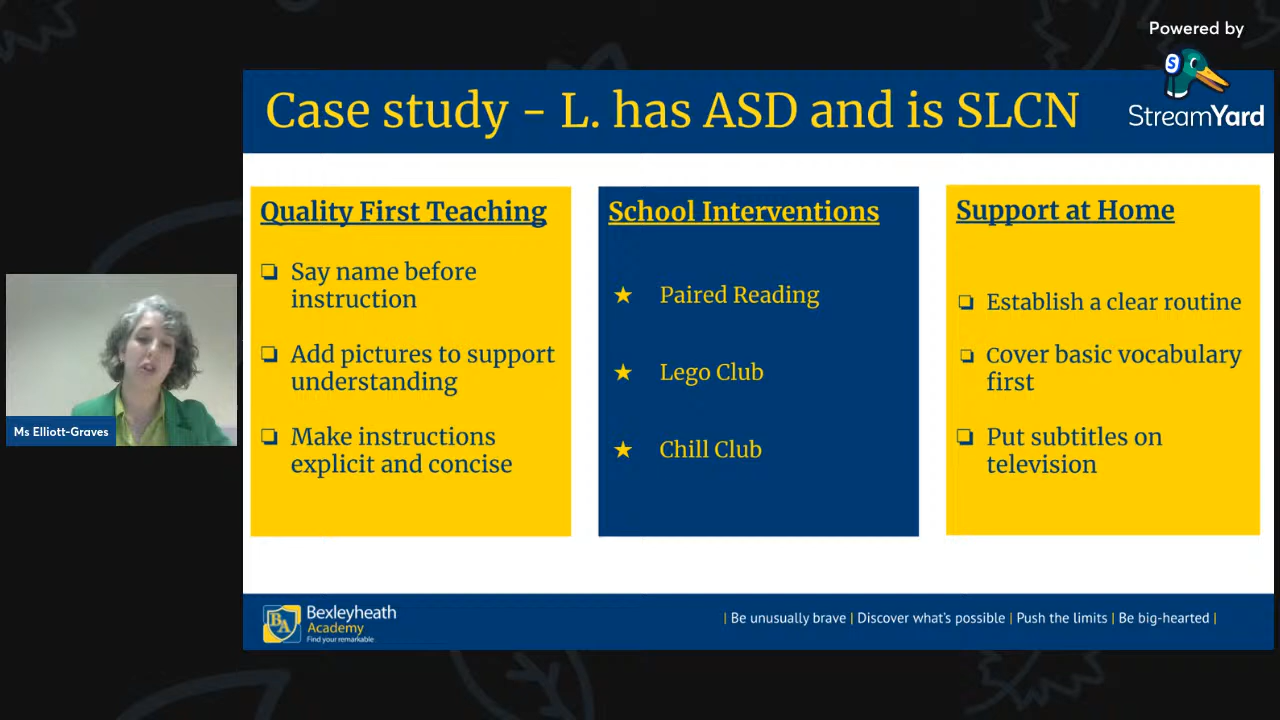 Powered by
StreamYard
Case study - L. has ASD and is SLCN
Quality First Teaching
Say name before
instruction
Add pictures to support
understanding
Make instructions
explicit and concise
School Interventions
Paired Reading
Lego Club
Chill Club
Support at Home
Establish a clear routine
Cover basic vocabulary
first
Put subtitles on
television
Ms Elliott-Graves
BA
Bexleyheath
Academy
Find your remarkable
| Be unusually brave | Discover what's possible | Push the limits | Be big-hearted |